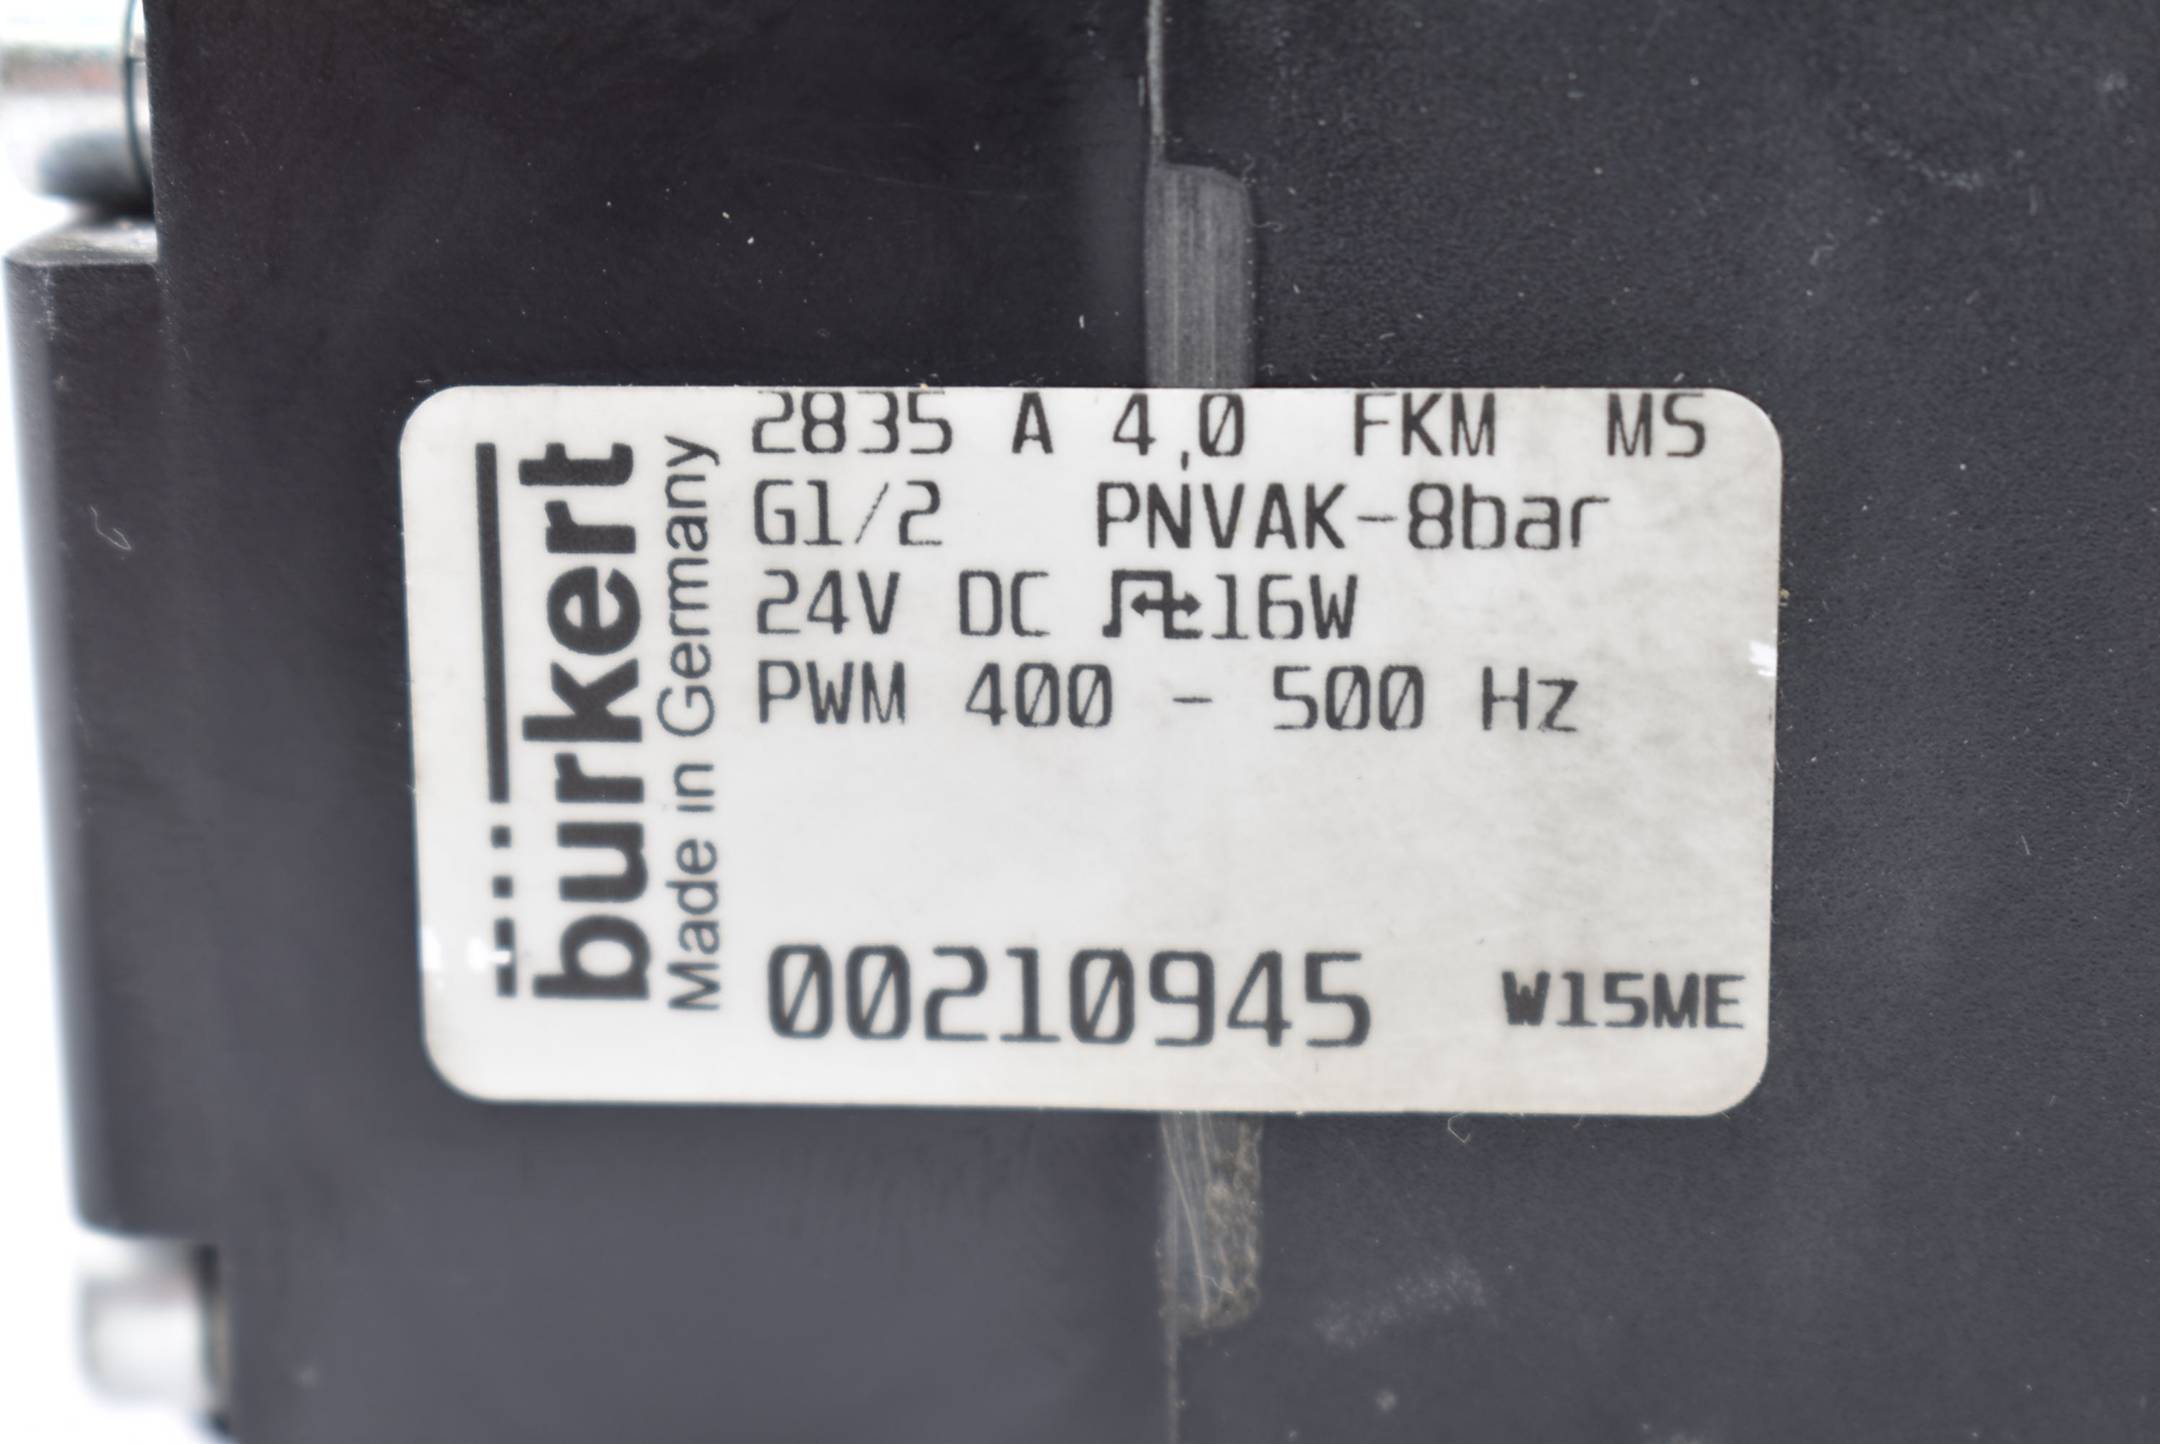 bürkert
Made in Germany
2835 A 4,0 FKM MS
G1/2 PNVAK-8bar
24V DC 16W
PWM 400 - 500 Hz
00210945 W15ME